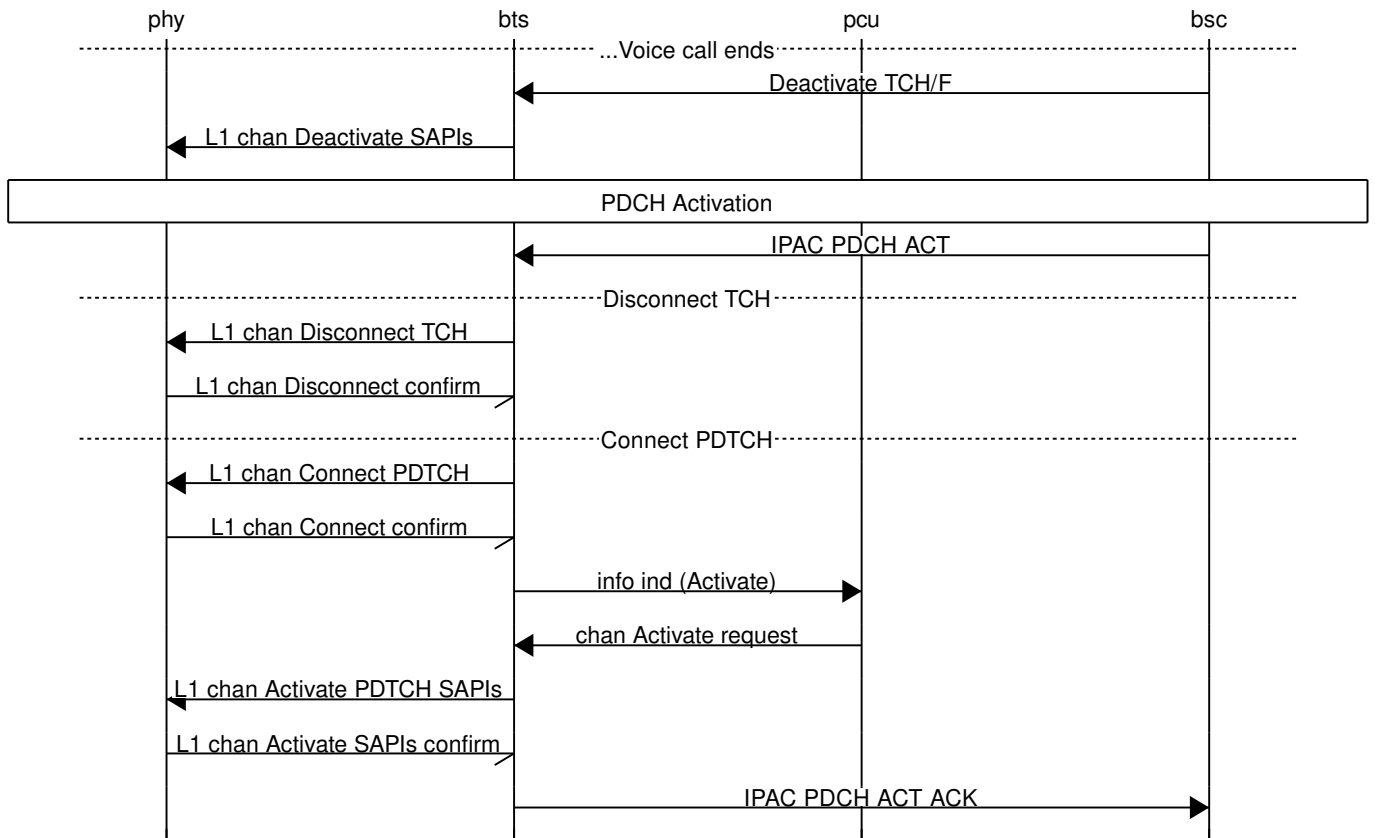 phy bts pcu bsc
...Voice call ends
Deactivate TCH/F
L1 chan Deactivate SAPIs
PDCH Activation
IPAC PDCH ACT
Disconnect TCH
L1 chan Disconnect TCH
L1 chan Disconnect confirm
Connect PDTCH
L1 chan Connect PDTCH
L1 chan Connect confirm
info ind (Activate)
chan Activate request
L1 chan Activate PDTCH SAPIs
L1 chan Activate SAPIs confirm
IPAC PDCH ACT ACK